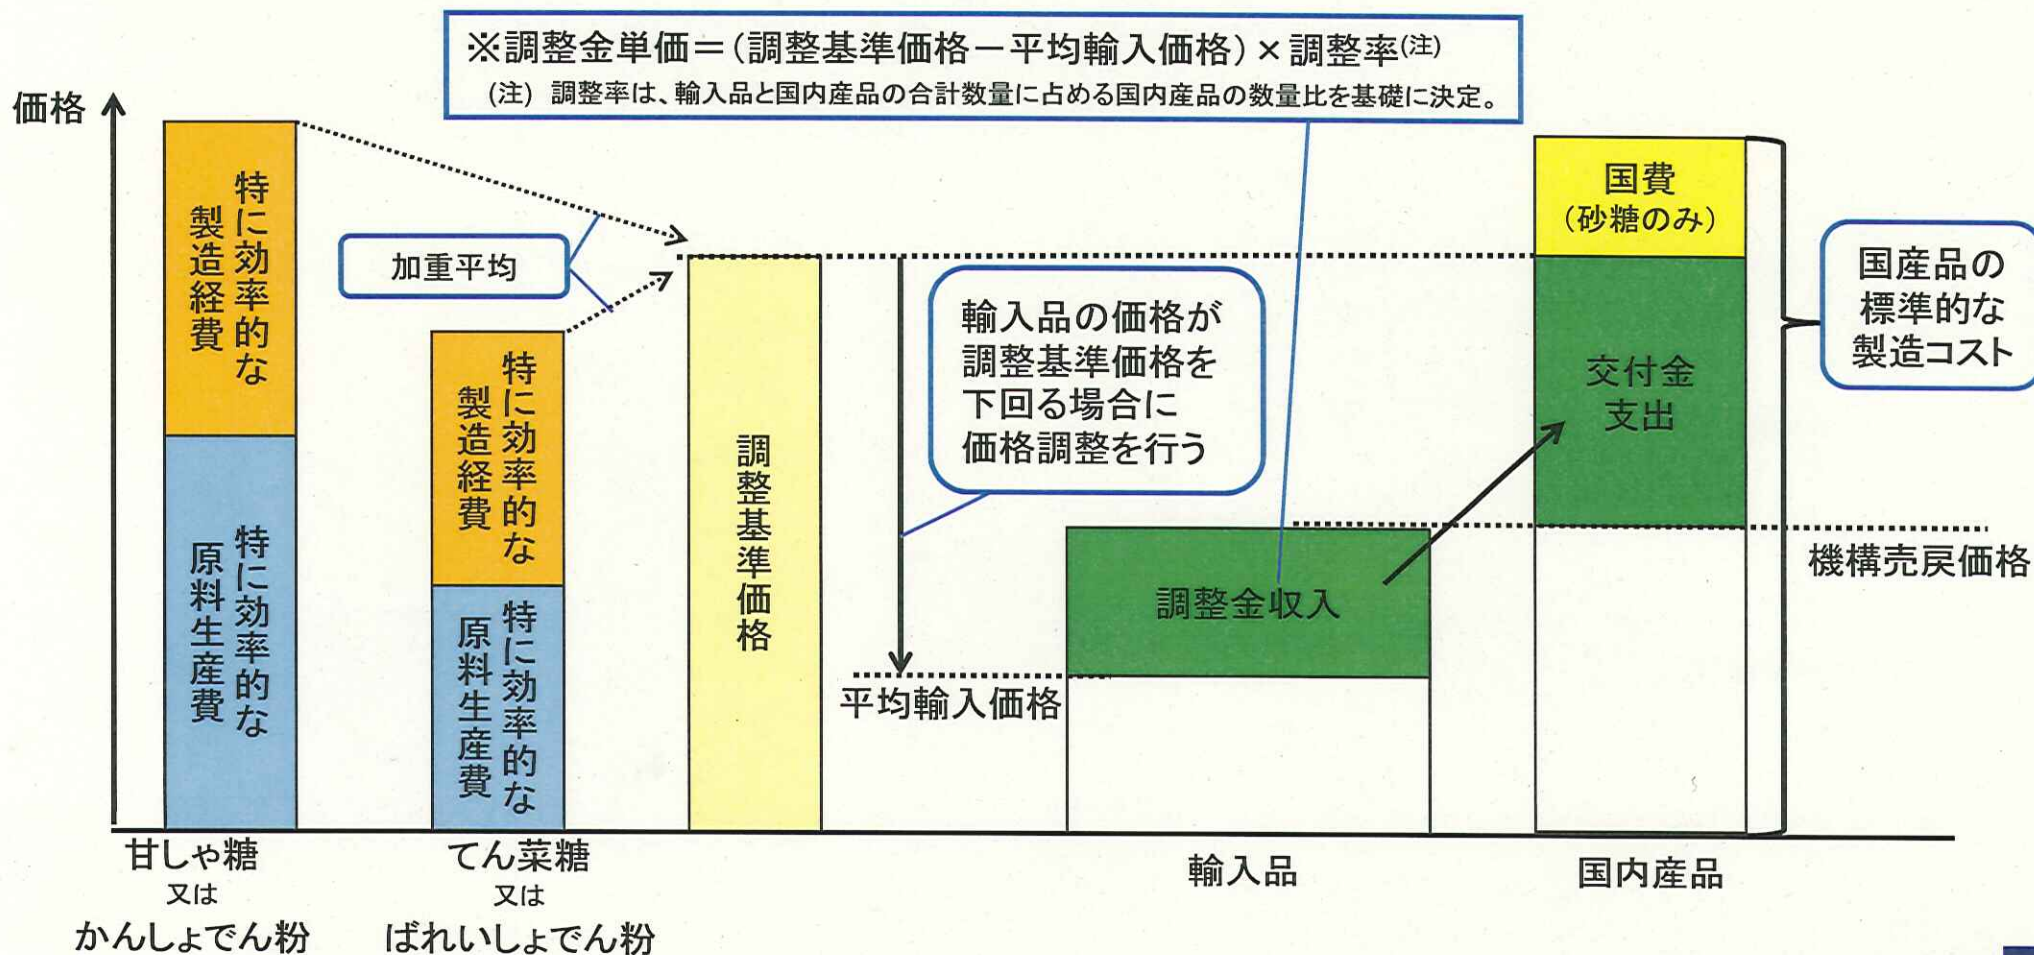 ※調整金単価＝(調整基準価格－平均輸入価格)×調整率(注)
(注) 調整率は、輸入品と国内産品の合計数量に占める国内産品の数量比を基礎に決定。
価格
特に効率的な
製造経費
特に効率的な
原料生産費
加重平均
特に効率的な
製造経費
特に効率的な
原料生産費
調整基準価格
輸入品の価格が
調整基準価格を
下回る場合に
価格調整を行う
平均輸入価格
調整金収入
国費
(砂糖のみ)
交付金
支出
国産品の
標準的な
製造コスト
機構売戻価格
甘しゃ糖
又は
かんしょでん粉
てん菜糖
又は
ばれいしょでん粉
輸入品
国内産品